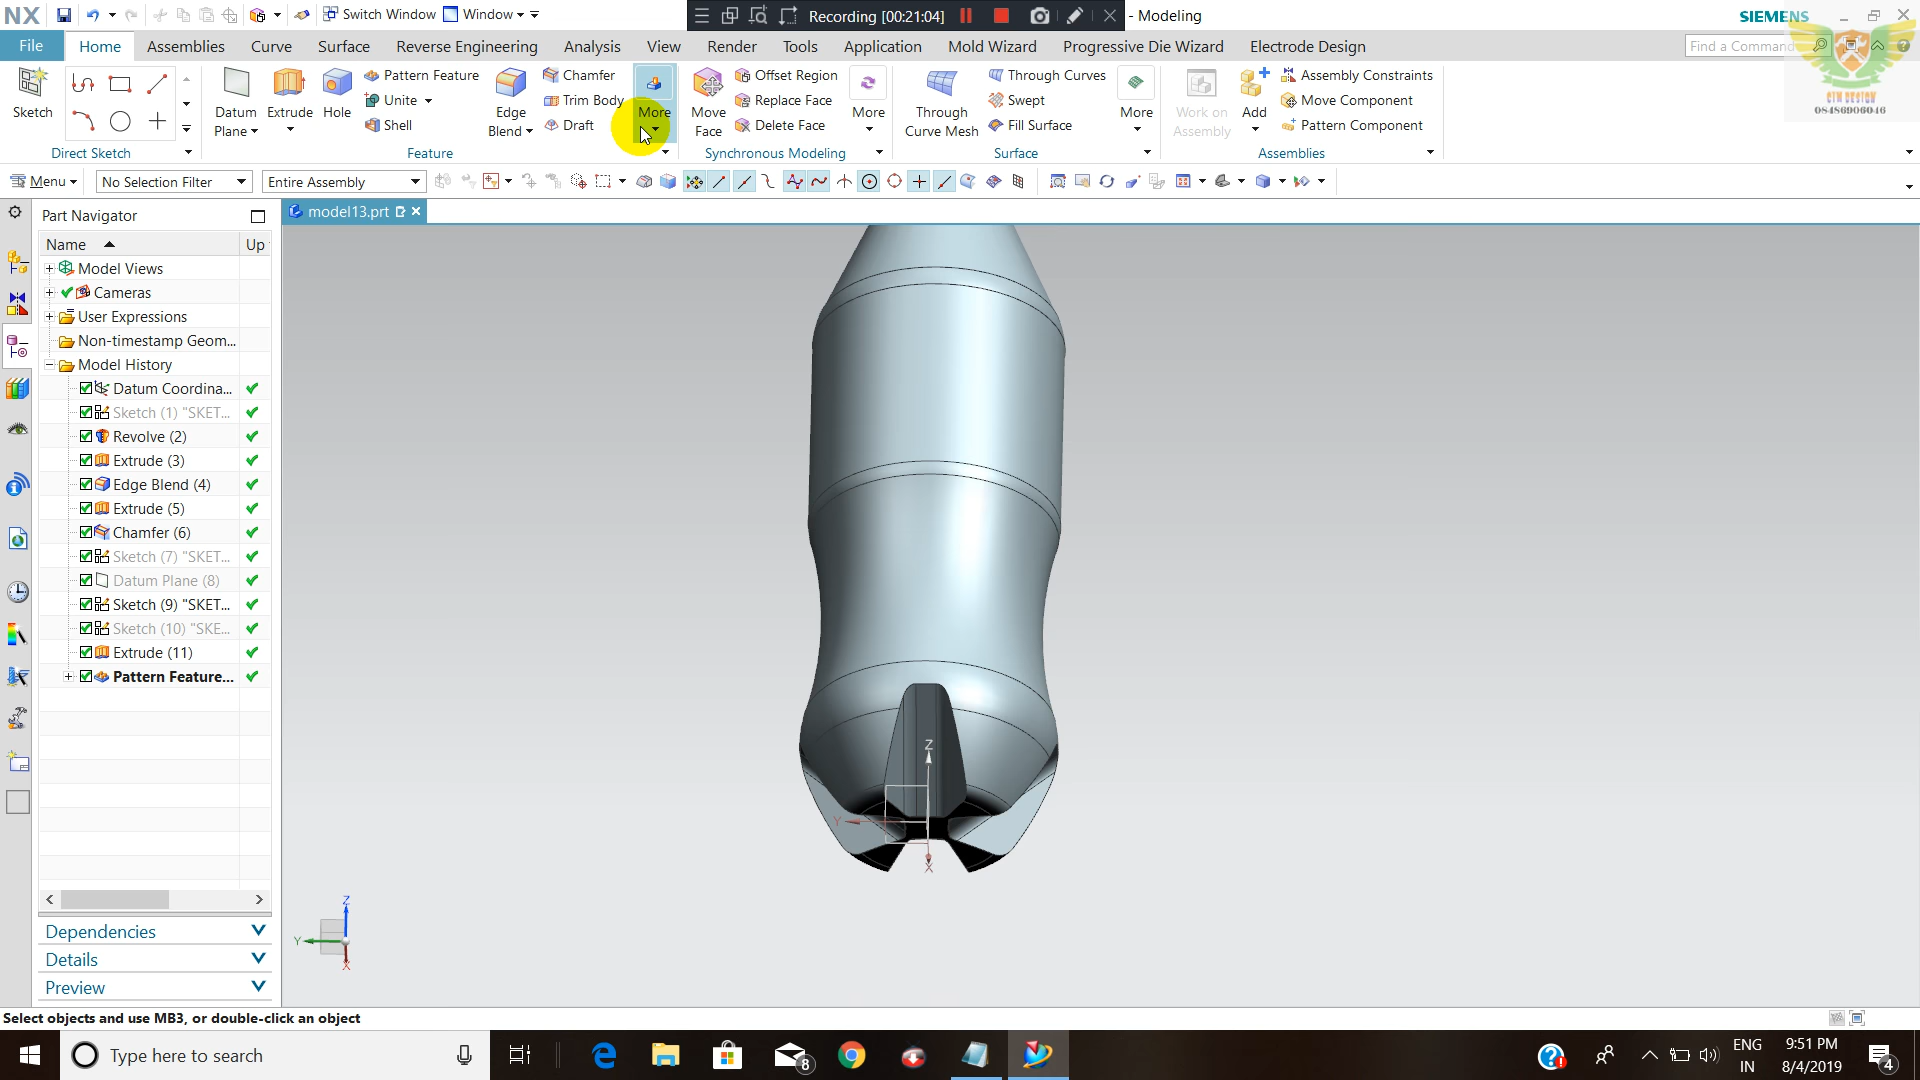 NX Switch Window Window Recording [00:21:04] - Modeling SIEMENS
File Home Assemblies Curve Surface Reverse Engineering Analysis View Render Tools Application Mold Wizard Progressive Die Wizard Electrode Design Find a Command
Sketch
Datum Plane Extrude Hole Pattern Feature Unite Shell
Edge Blend Chamfer Trim Body Draft More
Move Face Offset Region Replace Face Delete Face More
Through Curve Mesh Through Curves Swept Fill Surface More
Work on Assembly Add Assembly Constraints Move Component Pattern Component
CIM DESIGN
08486906046
Direct Sketch Feature Synchronous Modeling Surface Assemblies
Menu No Selection Filter Entire Assembly
Part Navigator
model13.prt
Name Up
Model Views
Cameras
User Expressions
Non-timestamp Geom...
Model History
Datum Coordina...
Sketch (1) "SKET...
Revolve (2)
Extrude (3)
Edge Blend (4)
Extrude (5)
Chamfer (6)
Sketch (7) "SKET...
Datum Plane (8)
Sketch (9) "SKET...
Sketch (10) "SKE...
Extrude (11)
Pattern Feature...
Z
Y
X
Z
Y
X
Dependencies
Details
Preview
Select objects and use MB3, or double-click an object
Type here to search
8
ENG
IN
9:51 PM
8/4/2019
4